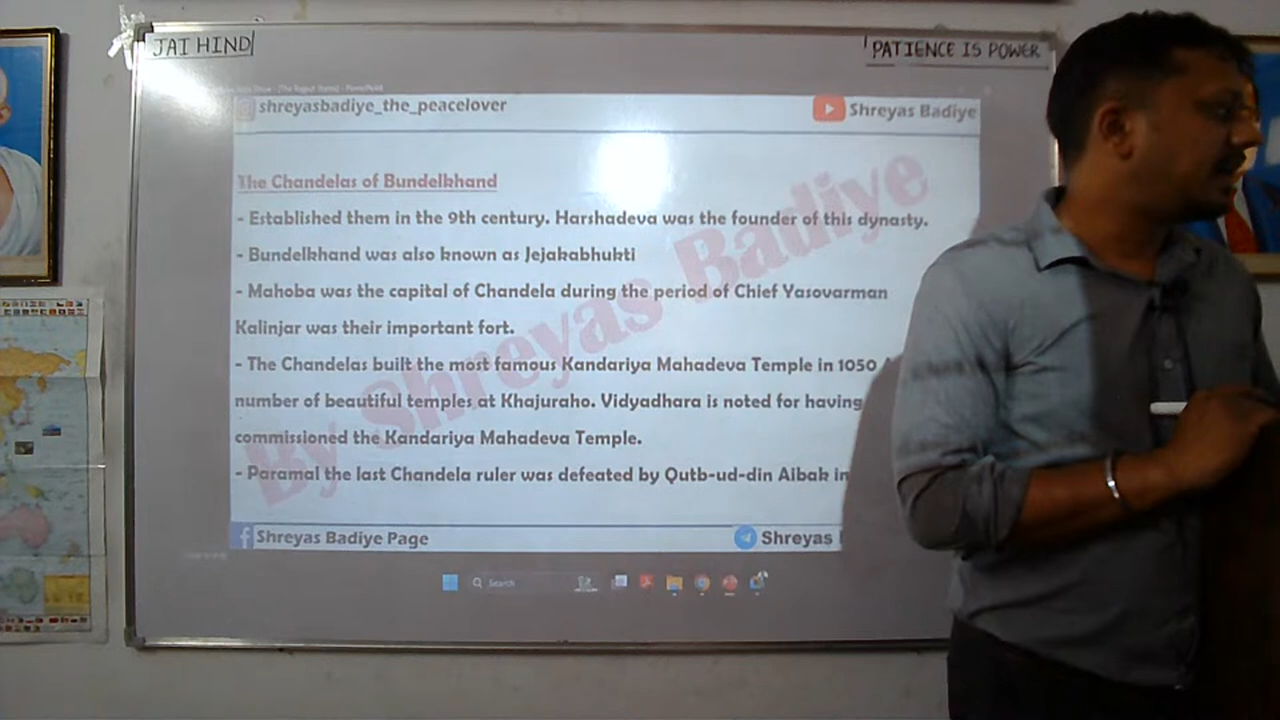 JAI HIND
PATIENCE IS POWER
shreyasbadiye_the_peacelover
Shreyas Badiye
The Chandelas of Bundelkhand
- Established them in the 9th century. Harshadeva was the founder of this dynasty.
- Bundelkhand was also known as Jejakabhukti
- Mahoba was the capital of Chandela during the period of Chief Yasovarman
Kalinjar was their important fort.
- The Chandelas built the most famous Kandariya Mahadeva Temple in 1050
number of beautiful temples at Khajuraho. Vidyadhara is noted for having
commissioned the Kandariya Mahadeva Temple.
- Paramal the last Chandela ruler was defeated by Qutb-ud-din Aibak in
By Shreyas Badiye
Shreyas Badiye Page
Shreyas
Search